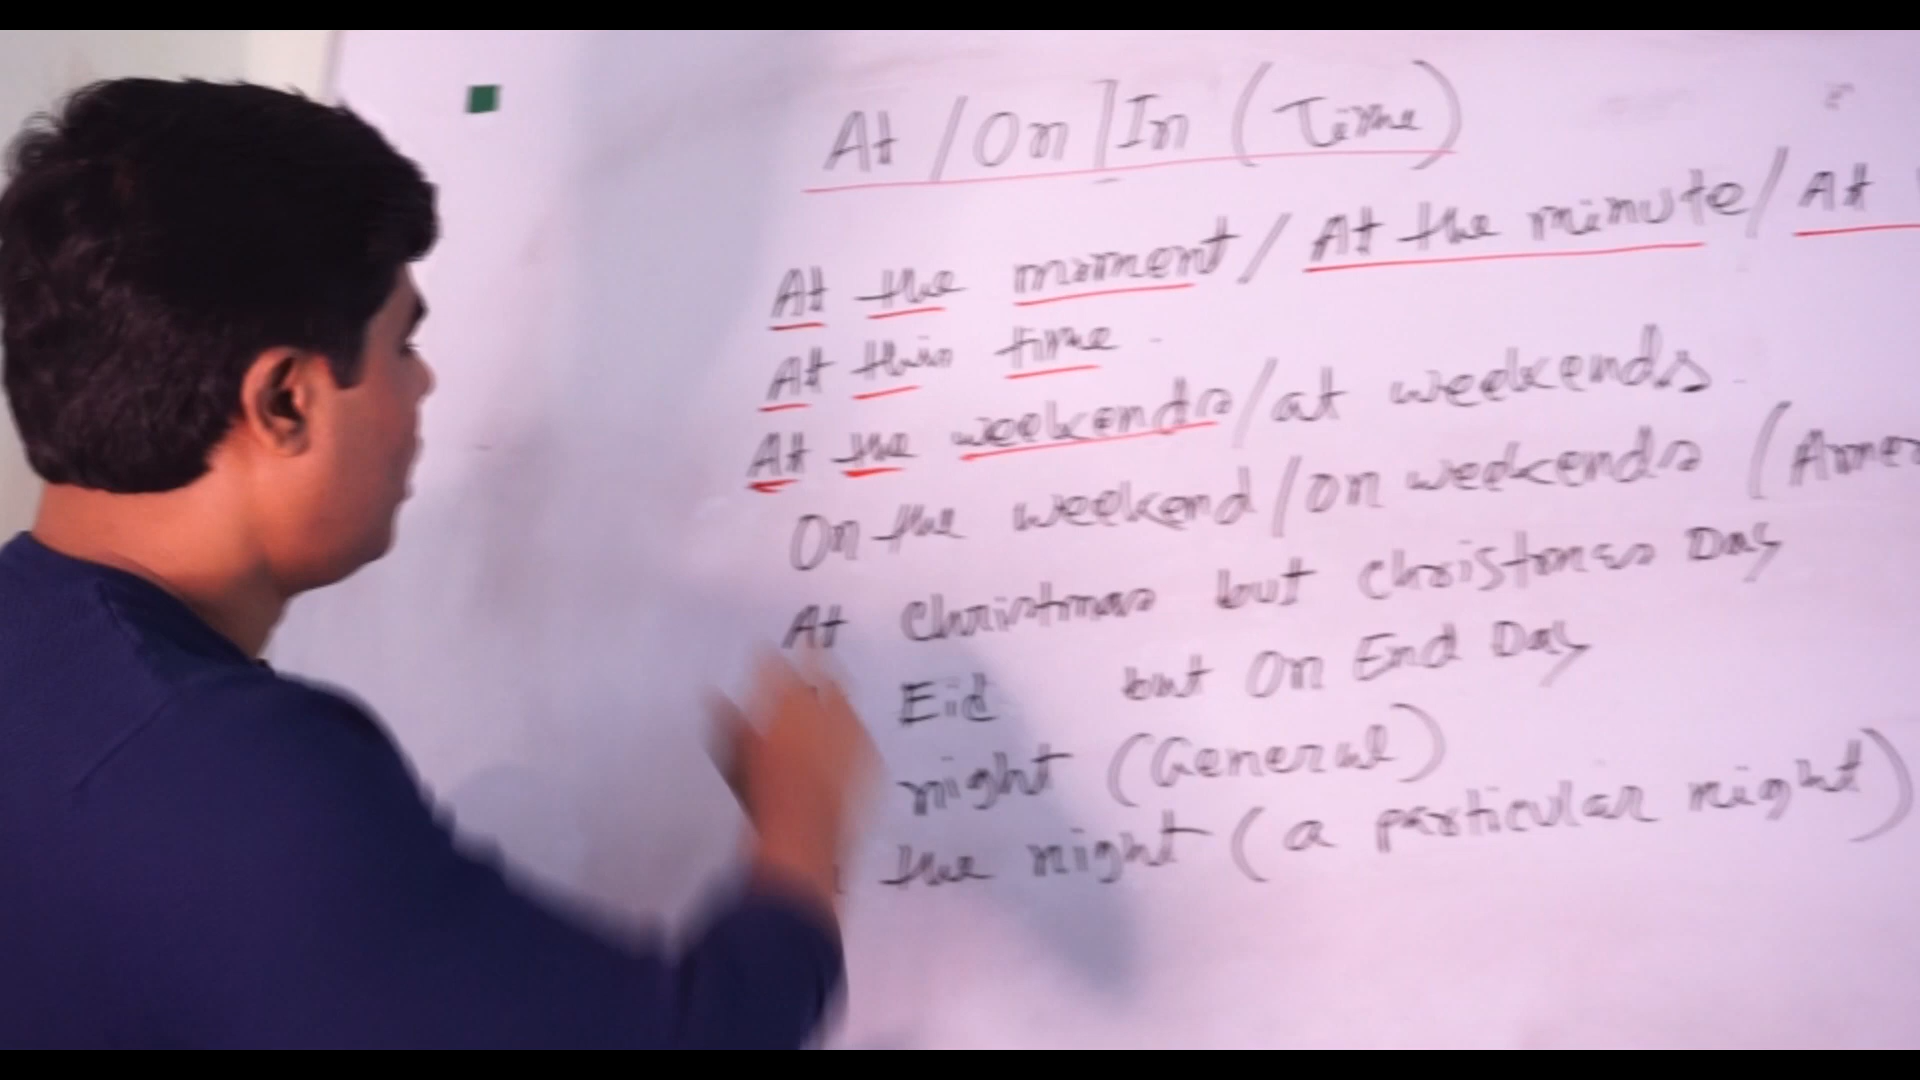 At / On / In (Time)
At the moment / At the minute / At
At this time.
At the weekends / at weekends.
On the weekend / on weekends (Amer
At Christmas but Christmas Day
Eid but On End Day
night (General)
the night (a particular night)